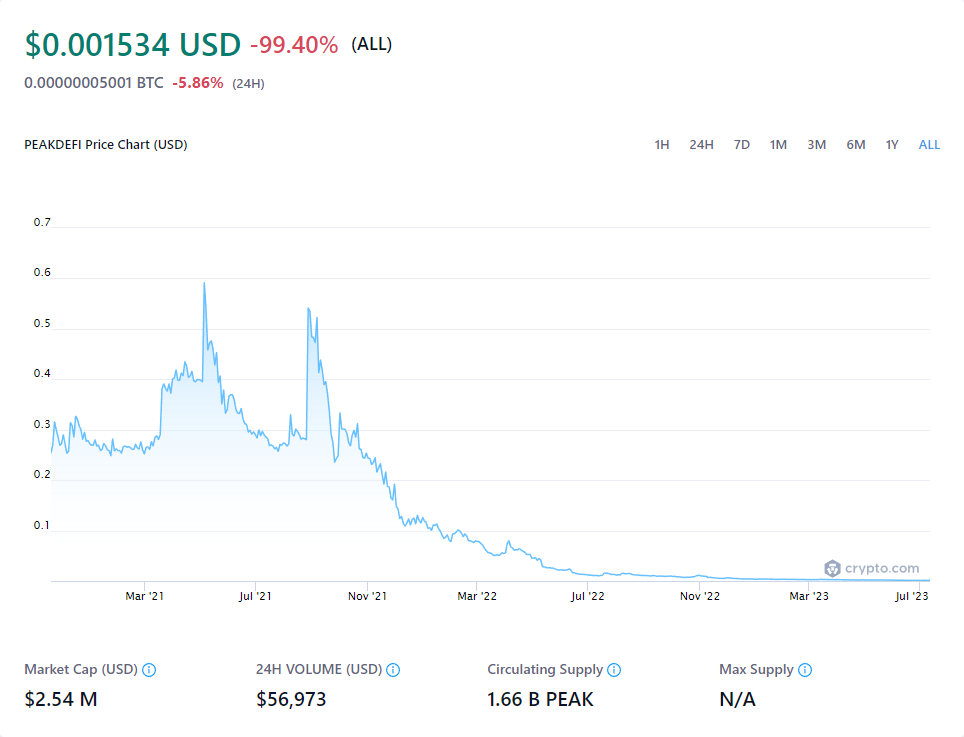 $0.001534 USD -99.40% (ALL)
0.00000005001 BTC -5.86% (24H)
PEAKDEFI Price Chart (USD) 1H 24H 7D 1M 3M 6M 1Y ALL
0.7
0.6
0.5
0.4
0.3
0.2
0.1
crypto.com
Mar '21 Jul '21 Nov '21 Mar '22 Jul '22 Nov '22 Mar '23 Jul '23
Market Cap (USD) 24H VOLUME (USD) Circulating Supply Max Supply
$2.54 M $56,973 1.66 B PEAK N/A